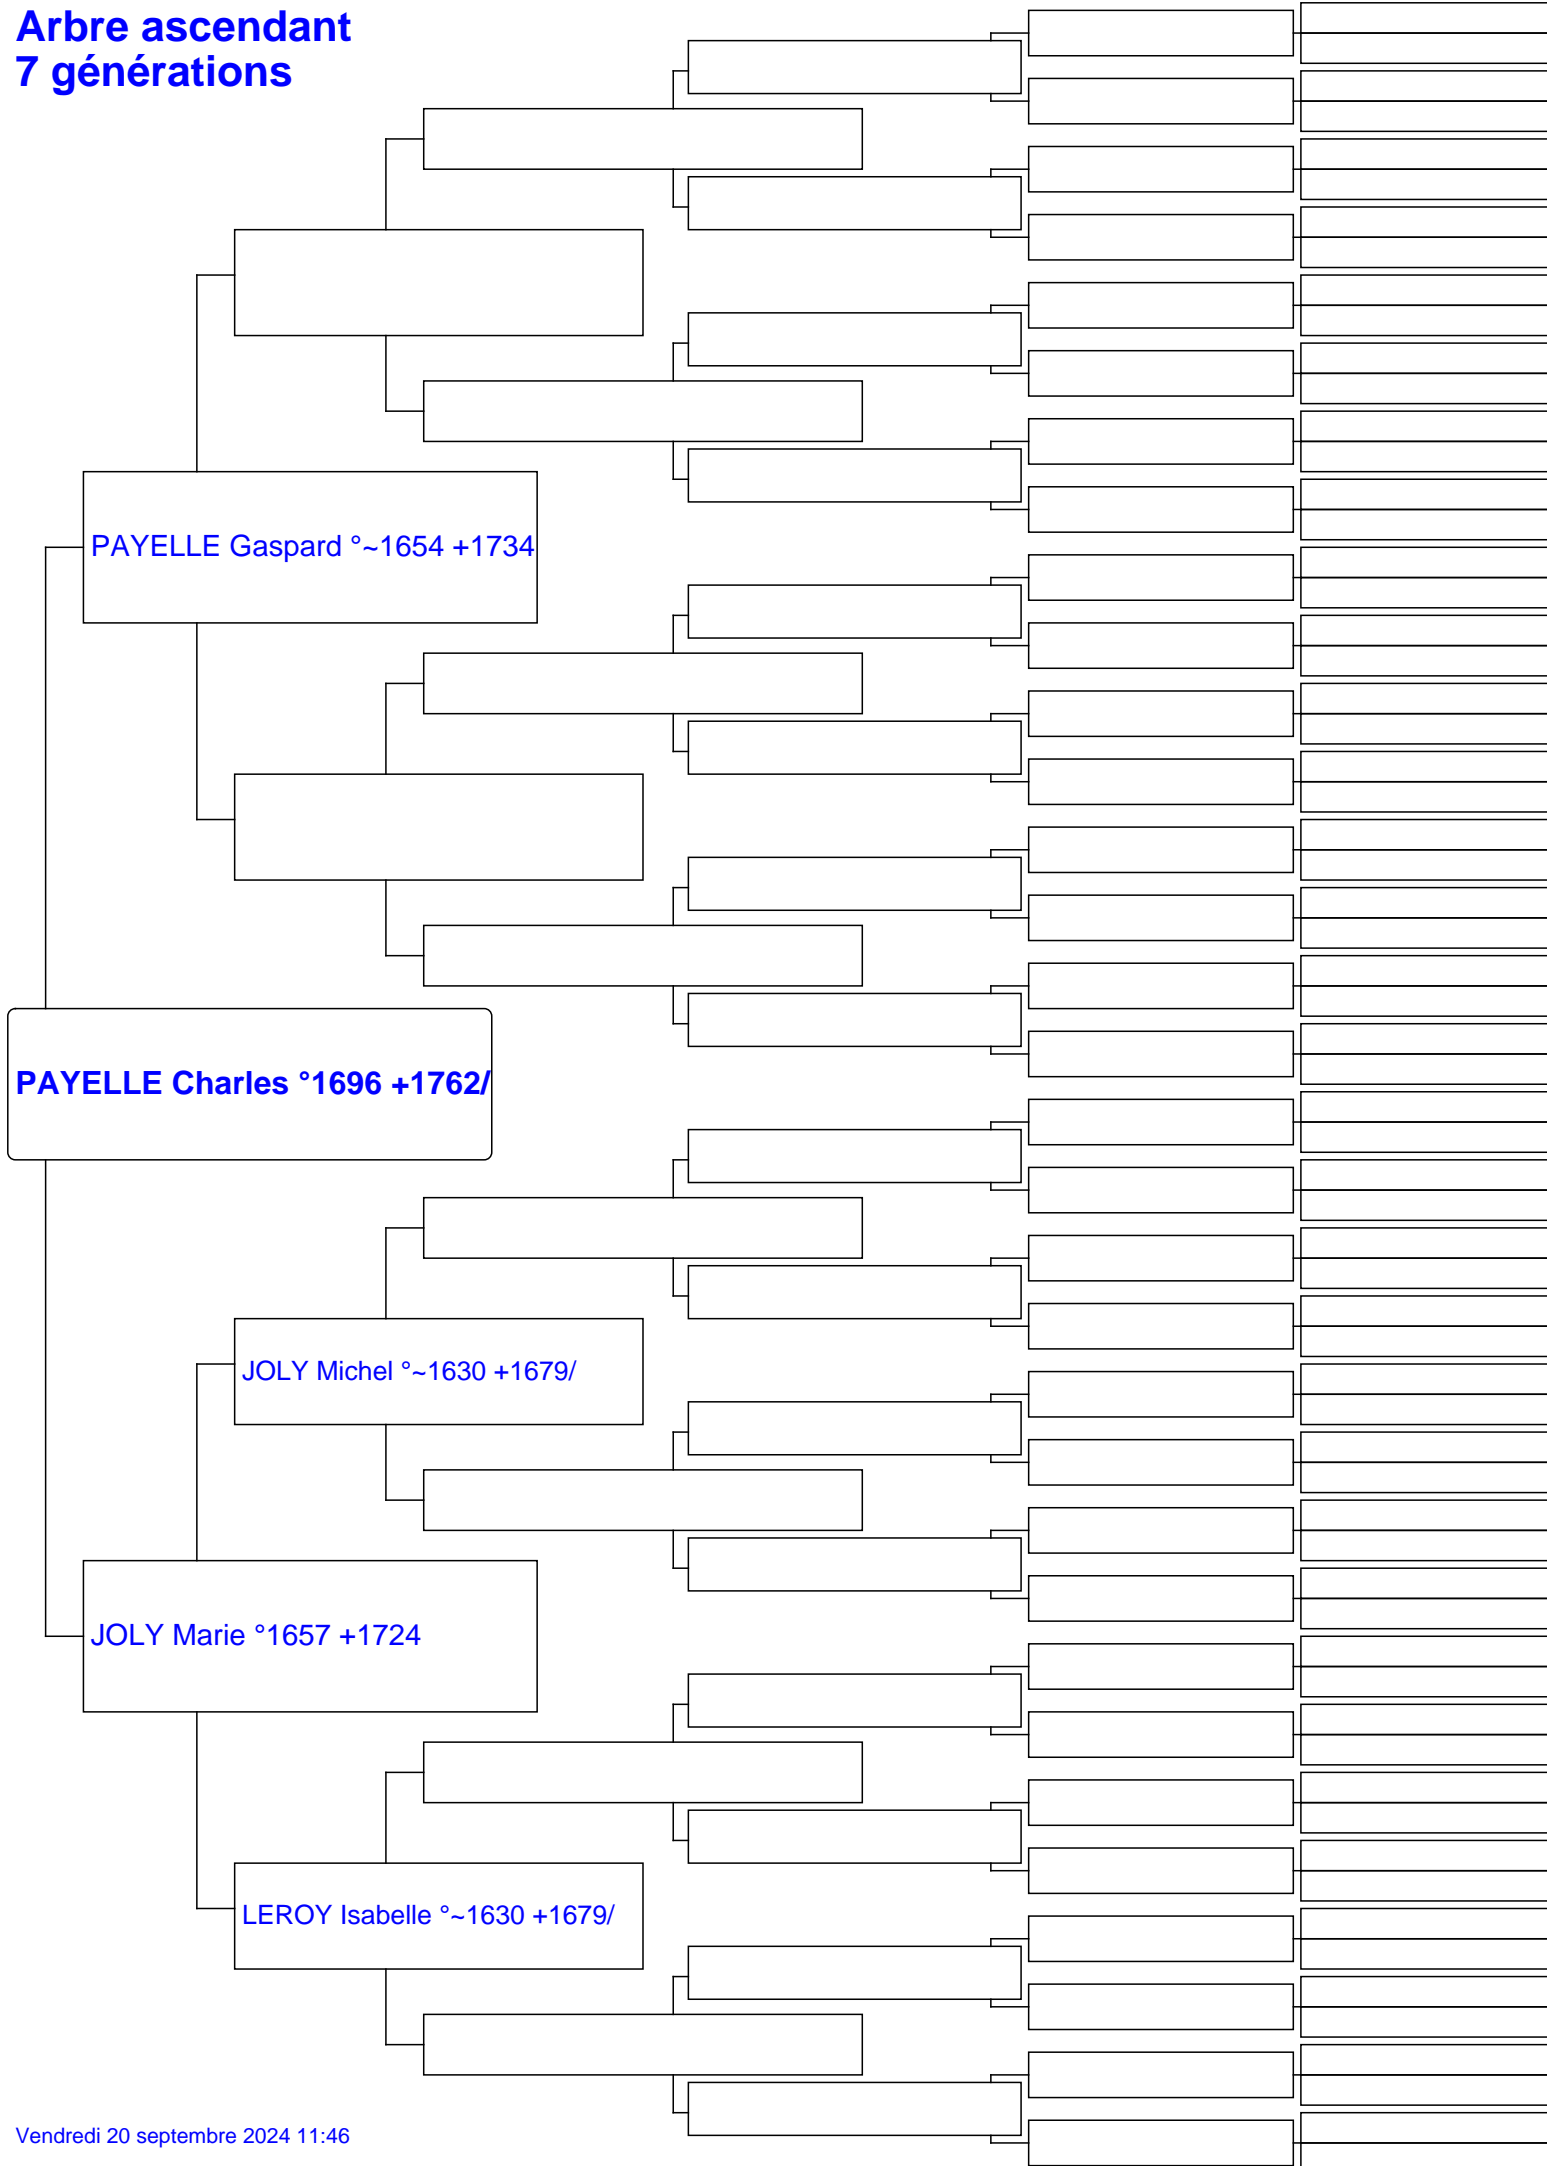 Arbre ascendant
7 générations
PAYELLE Gaspard °~1654 +1734
PAYELLE Charles °1696 +1762/
JOLY Michel °~1630 +1679/
JOLY Marie °1657 +1724
LEROY Isabelle °~1630 +1679/
Vendredi 20 septembre 2024 11:46